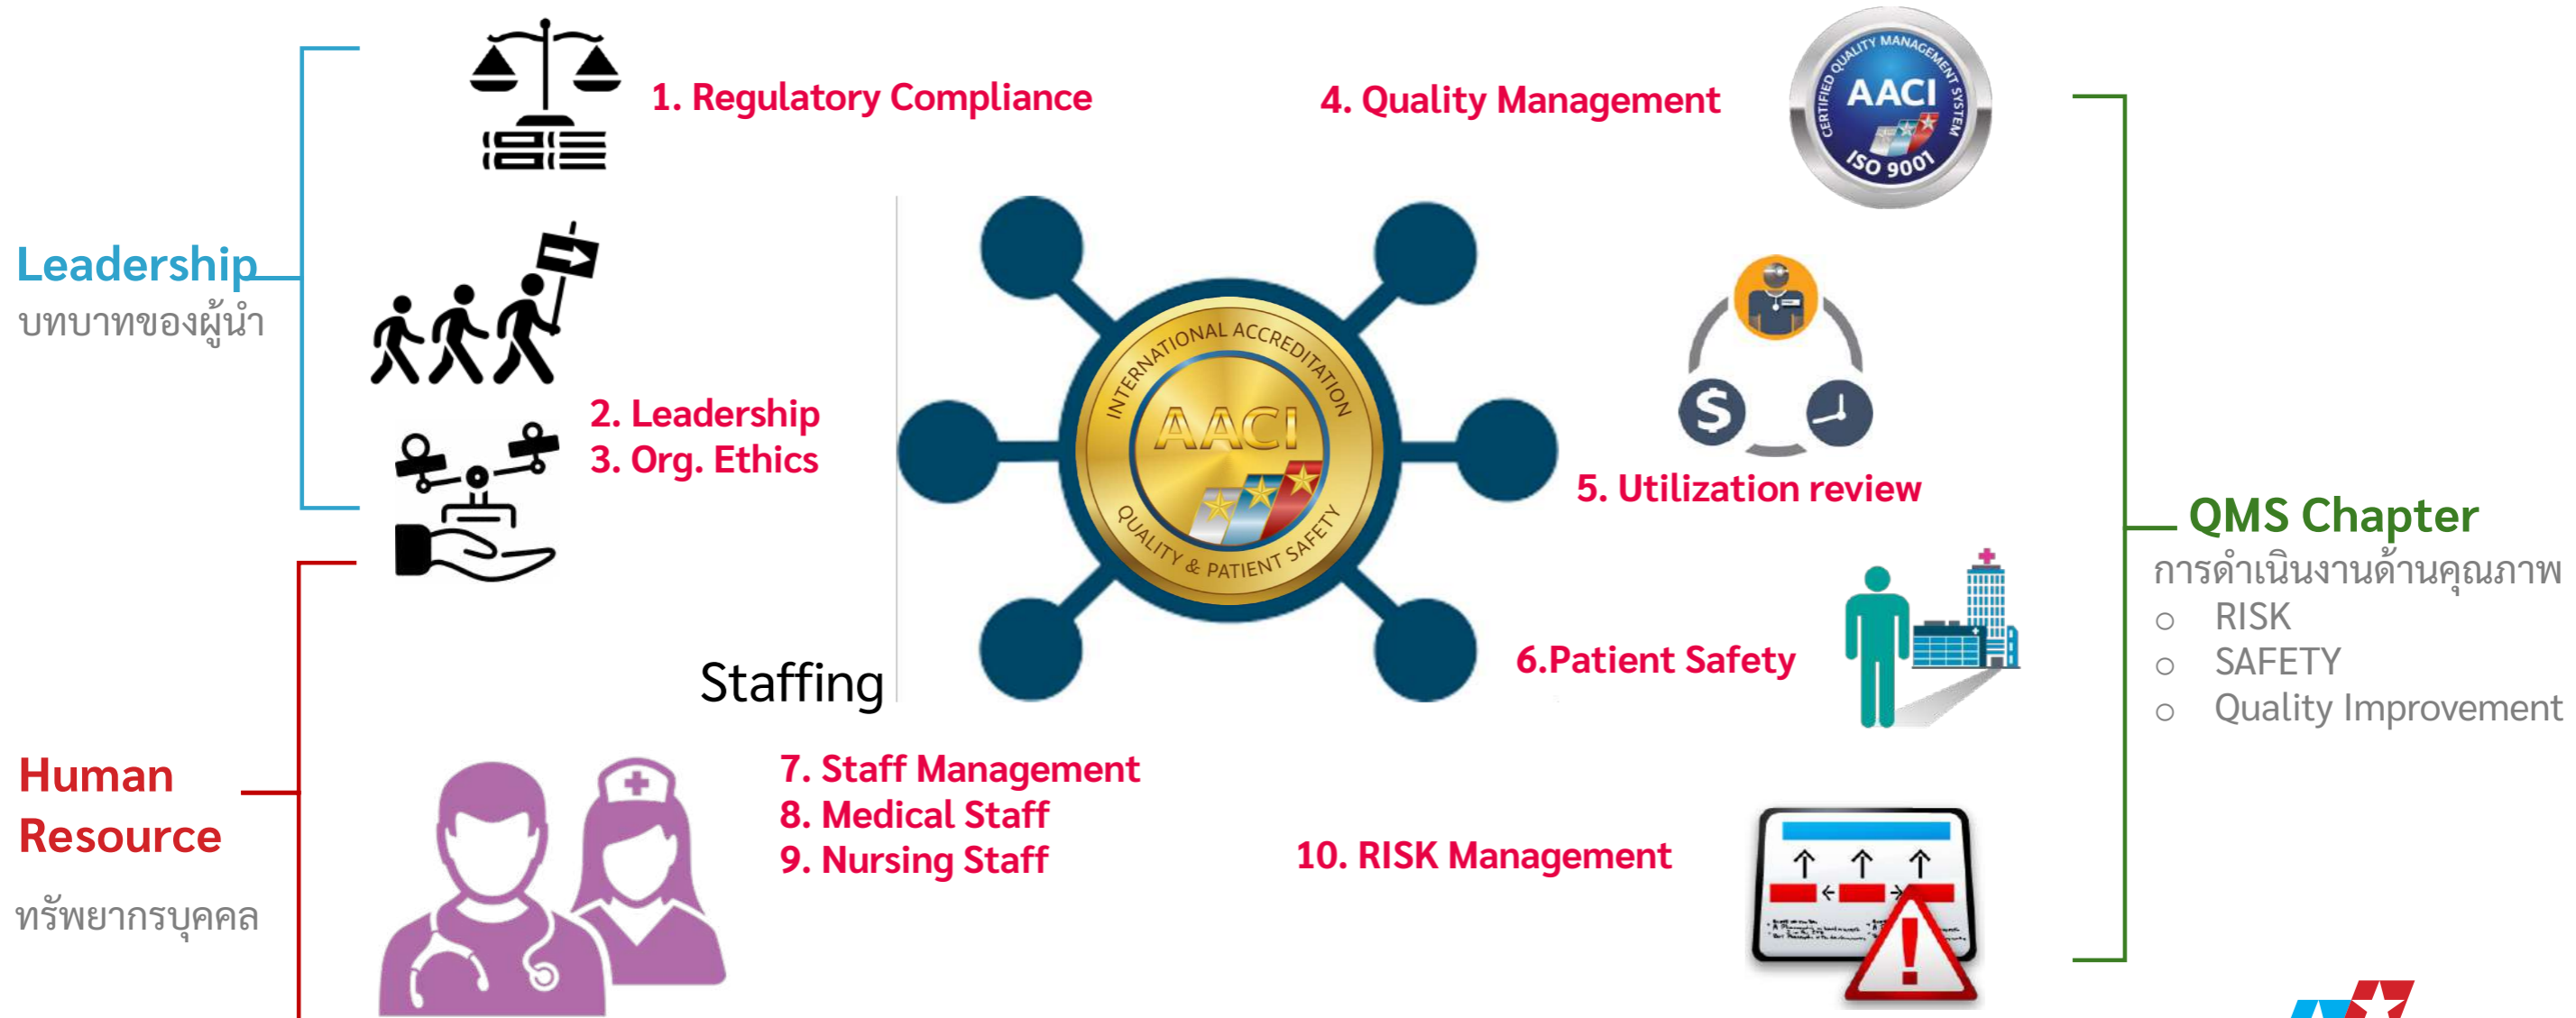 Leadership
บทบาทของผู้นำ
1. Regulatory Compliance
2. Leadership
3. Org. Ethics
Human
Resource
ทรัพยากรบุคคล
Staffing
7. Staff Management
8. Medical Staff
9. Nursing Staff
INTERNATIONAL ACCREDITATION
AACI
QUALITY & PATIENT SAFETY
4. Quality Management
CERTIFIED QUALITY MANAGEMENT SYSTEM
AACI
ISO 9001
$
5. Utilization review
6.Patient Safety
10. RISK Management
!
QMS Chapter
การดำเนินงานด้านคุณภาพ
○ RISK
○ SAFETY
○ Quality Improvement